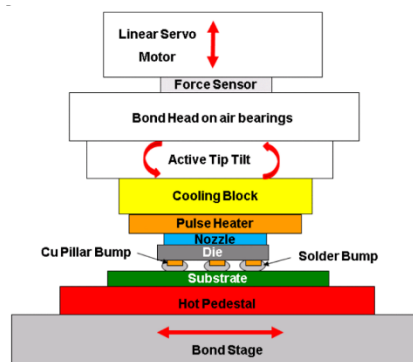 Linear Servo
Motor
Force Sensor
Bond Head on air bearings
Active Tip Tilt
Cooling Block
Pulse Heater
Nozzle
Cu Pillar Bump
Die
Solder Bump
Substrate
Hot Pedestal
Bond Stage